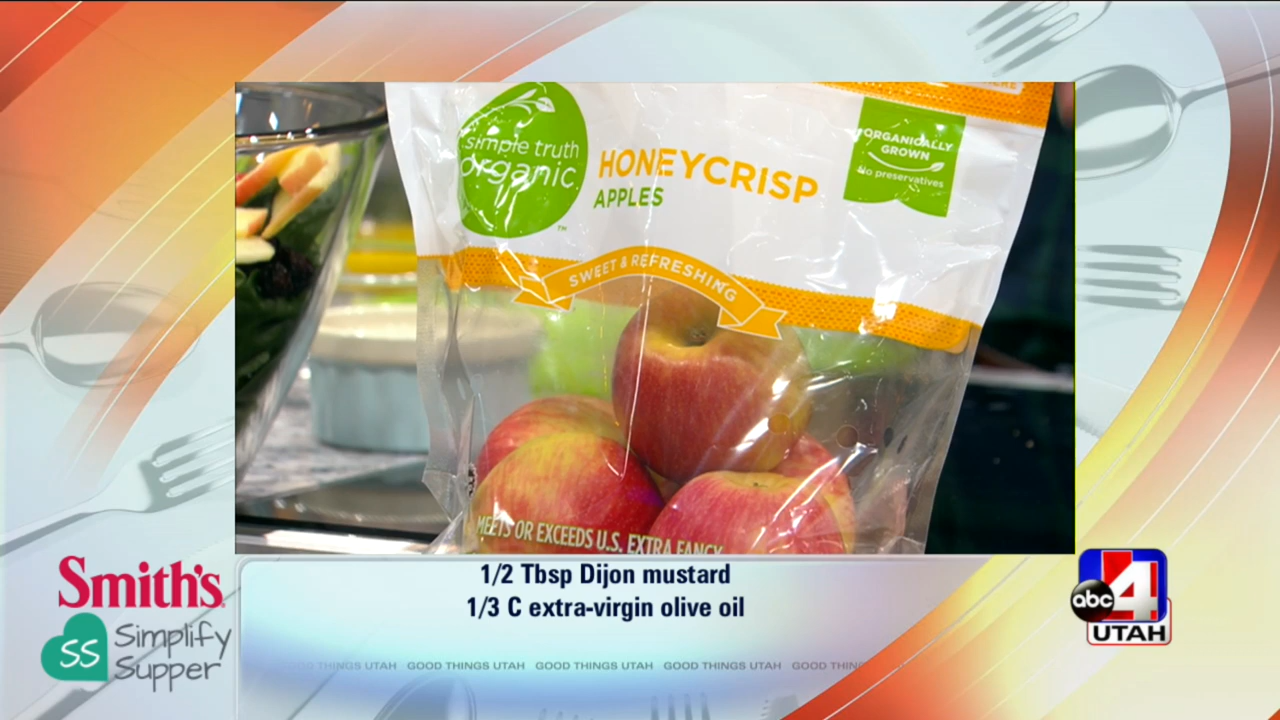 simple truth
organic
™
HONEYCRISP
APPLES
ORGANICALLY
GROWN
No preservatives
SWEET & REFRESHING
MEETS OR EXCEEDS U.S. EXTRA FANCY
1/2 Tbsp Dijon mustard
1/3 C extra-virgin olive oil
Smith's
SS
Simplify
Supper
abc
4
UTAH
THINGS UTAH GOOD THINGS UTAH GOOD THINGS UTAH GOOD THINGS UTAH GOOD